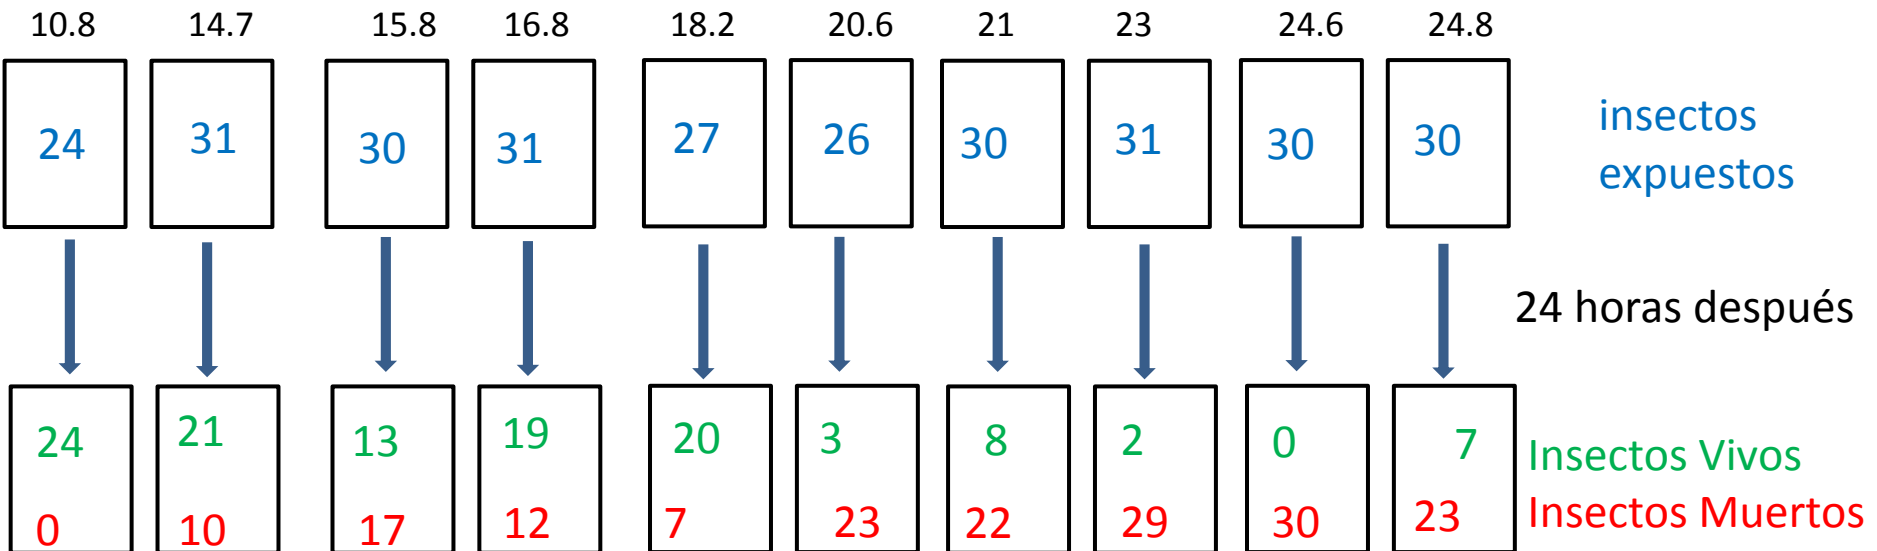 10.8 14.7 15.8 16.8 18.2 20.6 21 23 24.6 24.8
24 31 30 31 27 26 30 31 30 30
insectos
expuestos
24 horas después
24 21 13 19 20 3 8 2 0 7
Insectos Vivos
0 10 17 12 7 23 22 29 30 23
Insectos Muertos